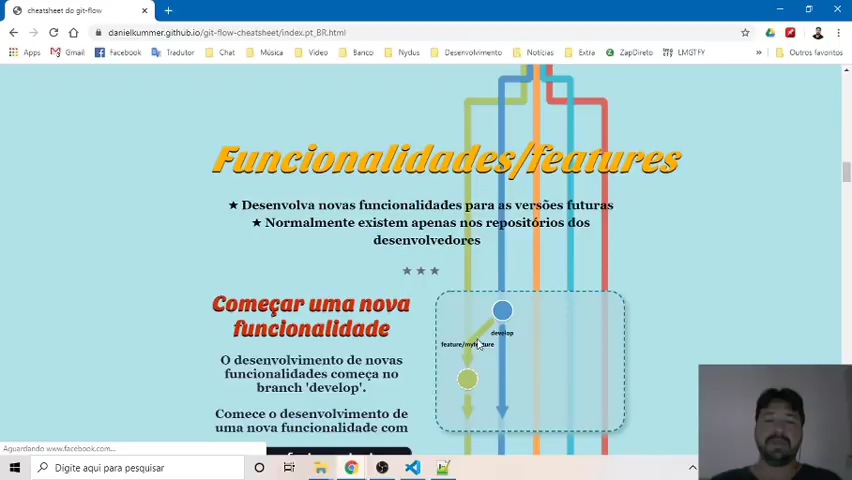 cheatsheet do git-flow
danielkummer.github.io/git-flow-cheatsheet/index.pt_BR.html
Apps Gmail Facebook Tradutor Chat Música Vídeo Banco Nydus Desenvolvimento Notícias Extra ZapDireto LMGTFY Outros favoritos
Funcionalidades/features
★ Desenvolva novas funcionalidades para as versões futuras
★ Normalmente existem apenas nos repositórios dos
desenvolvedores
★ ★ ★
Começar uma nova
funcionalidade
O desenvolvimento de novas
funcionalidades começa no
branch 'develop'.
Comece o desenvolvimento de
uma nova funcionalidade com
develop
feature/myfeature
Aguardando www.facebook.com...
Digite aqui para pesquisar